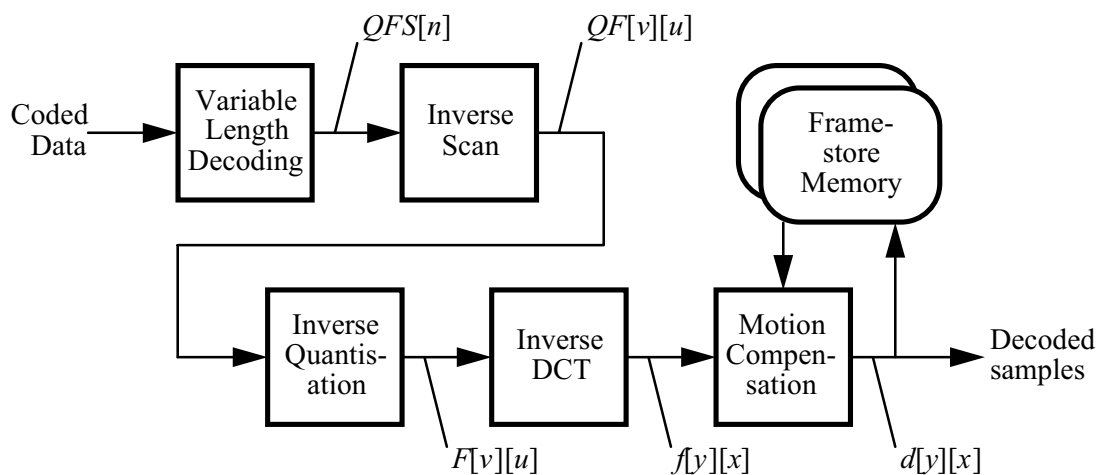 QFS[n]
QF[v][u]
Coded
Data
Variable
Length
Decoding
Inverse
Scan
Frame-
store
Memory
Inverse
Quantis-
ation
Inverse
DCT
Motion
Compen-
sation
Decoded
samples
F[v][u]
f[y][x]
d[y][x]